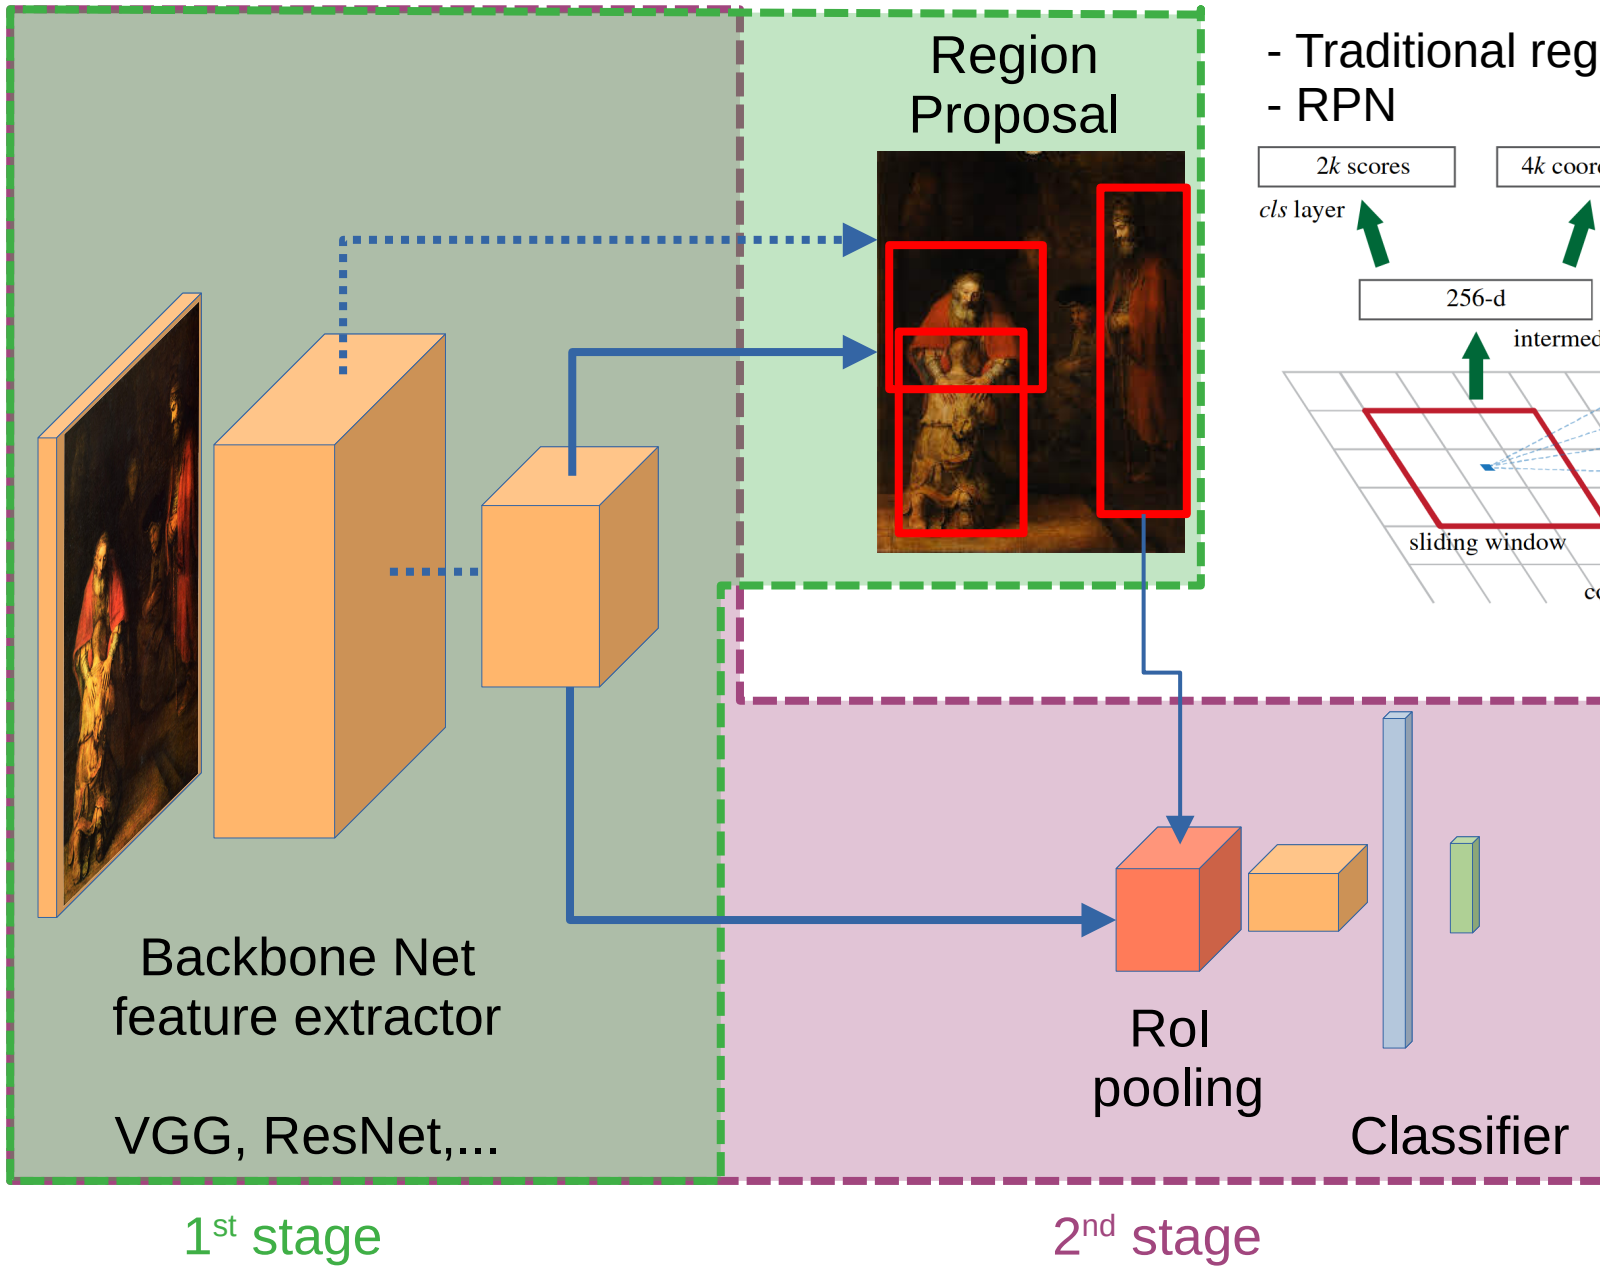 Region
Proposal
- Traditional reg
- RPN
2k scores
4k coor
cls layer
256-d
intermed
sliding window
co
Backbone Net
feature extractor
VGG, ResNet,...
RoI
pooling
Classifier
1st stage
2nd stage